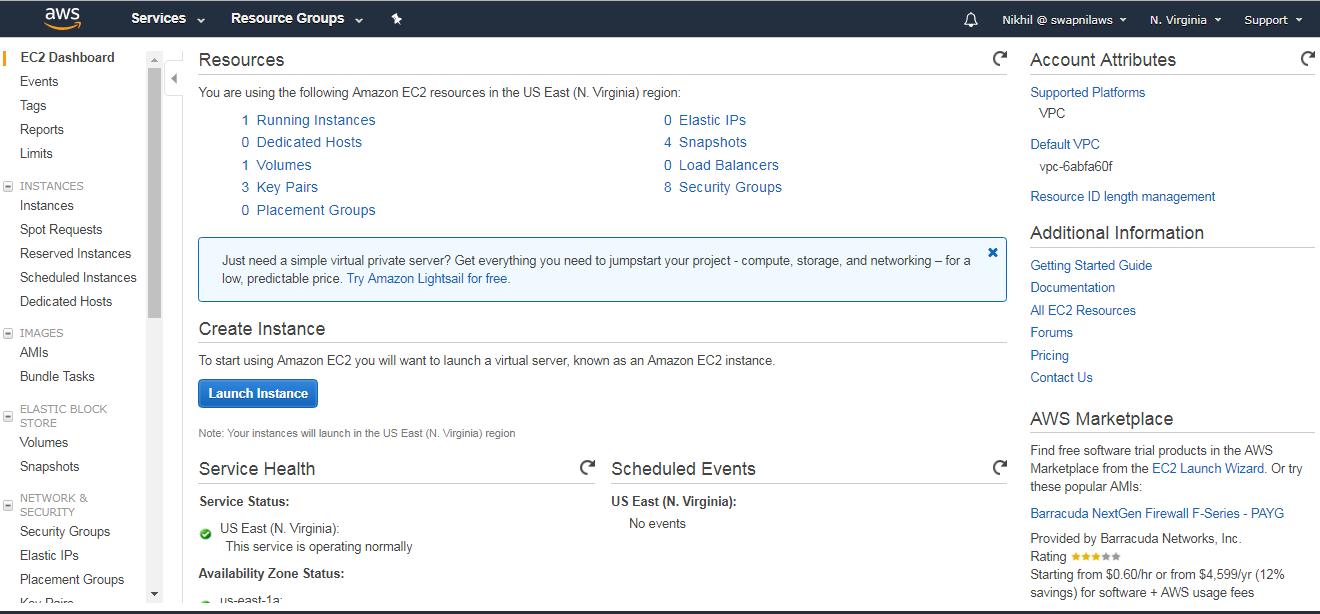 aws
Services
Resource Groups
Nikhil @ swapnilaws
N. Virginia
Support
EC2 Dashboard
Events
Tags
Reports
Limits
INSTANCES
Instances
Spot Requests
Reserved Instances
Scheduled Instances
Dedicated Hosts
IMAGES
AMIs
Bundle Tasks
ELASTIC BLOCK
STORE
Volumes
Snapshots
NETWORK &
SECURITY
Security Groups
Elastic IPs
Placement Groups
Key Pairs
Resources
You are using the following Amazon EC2 resources in the US East (N. Virginia) region:
1 Running Instances
0 Dedicated Hosts
1 Volumes
3 Key Pairs
0 Placement Groups
0 Elastic IPs
4 Snapshots
0 Load Balancers
8 Security Groups
Just need a simple virtual private server? Get everything you need to jumpstart your project - compute, storage, and networking – for a
low, predictable price. Try Amazon Lightsail for free.
Create Instance
To start using Amazon EC2 you will want to launch a virtual server, known as an Amazon EC2 instance.
Launch Instance
Note: Your instances will launch in the US East (N. Virginia) region
Service Health
Service Status:
US East (N. Virginia):
This service is operating normally
Availability Zone Status:
us-east-1a:
Scheduled Events
US East (N. Virginia):
No events
Account Attributes
Supported Platforms
VPC
Default VPC
vpc-6abfa60f
Resource ID length management
Additional Information
Getting Started Guide
Documentation
All EC2 Resources
Forums
Pricing
Contact Us
AWS Marketplace
Find free software trial products in the AWS
Marketplace from the EC2 Launch Wizard. Or try
these popular AMIs:
Barracuda NextGen Firewall F-Series - PAYG
Provided by Barracuda Networks, Inc.
Rating
Starting from $0.60/hr or from $4,599/yr (12%
savings) for software + AWS usage fees